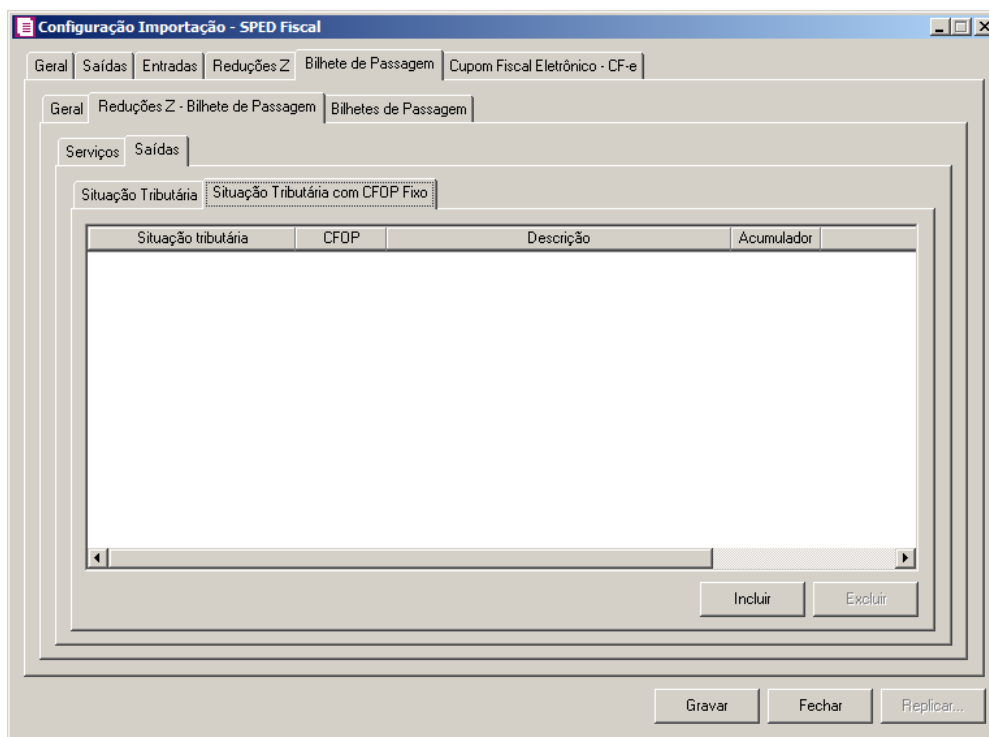 Configuração Importação - SPED Fiscal
Geral Saídas Entradas Reduções Z Bilhete de Passagem Cupom Fiscal Eletrônico - CF-e
Geral Reduções Z - Bilhete de Passagem Bilhetes de Passagem
Serviços Saídas
Situação Tributária Situação Tributária com CFOP Fixo
Situação tributária CFOP Descrição Acumulador
Incluir Excluir
Gravar Fechar Replicar...